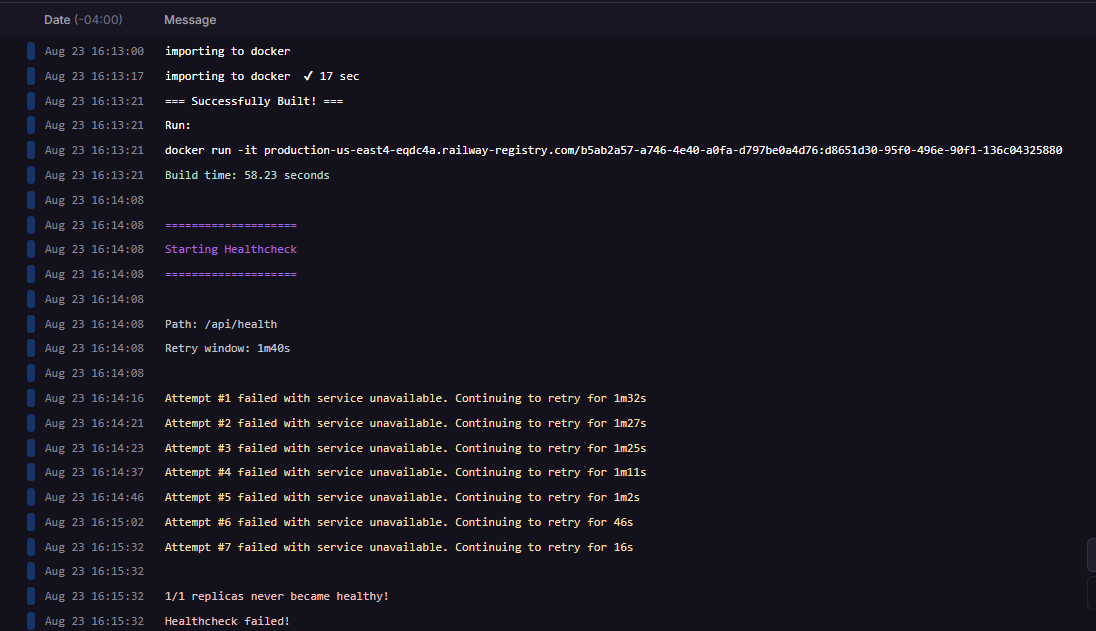 Date (-04:00) Message
Aug 23 16:13:00 importing to docker
Aug 23 16:13:17 importing to docker ✓ 17 sec
Aug 23 16:13:21 === Successfully Built! ===
Aug 23 16:13:21 Run:
Aug 23 16:13:21 docker run -it production-us-east4-eqdc4a.railway-registry.com/b5ab2a57-a746-4e40-a0fa-d797be0a4d76:d8651d30-95f0-496e-90f1-136c04325880
Aug 23 16:13:21 Build time: 58.23 seconds
Aug 23 16:14:08
Aug 23 16:14:08 ====================
Aug 23 16:14:08 Starting Healthcheck
Aug 23 16:14:08 ====================
Aug 23 16:14:08
Aug 23 16:14:08 Path: /api/health
Aug 23 16:14:08 Retry window: 1m40s
Aug 23 16:14:08
Aug 23 16:14:16 Attempt #1 failed with service unavailable. Continuing to retry for 1m32s
Aug 23 16:14:21 Attempt #2 failed with service unavailable. Continuing to retry for 1m27s
Aug 23 16:14:23 Attempt #3 failed with service unavailable. Continuing to retry for 1m25s
Aug 23 16:14:37 Attempt #4 failed with service unavailable. Continuing to retry for 1m11s
Aug 23 16:14:46 Attempt #5 failed with service unavailable. Continuing to retry for 1m2s
Aug 23 16:15:02 Attempt #6 failed with service unavailable. Continuing to retry for 46s
Aug 23 16:15:32 Attempt #7 failed with service unavailable. Continuing to retry for 16s
Aug 23 16:15:32
Aug 23 16:15:32 1/1 replicas never became healthy!
Aug 23 16:15:32 Healthcheck failed!